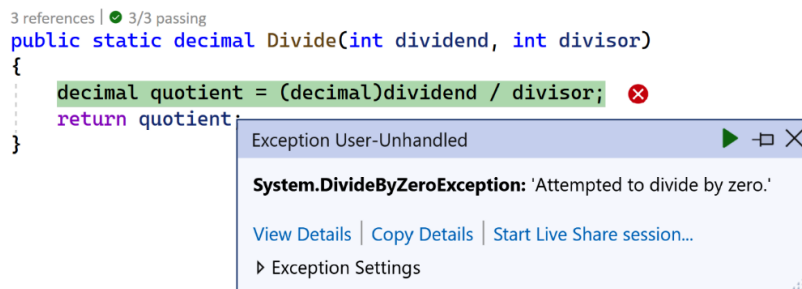 3 references | 3/3 passing
public static decimal Divide(int dividend, int divisor)
{
decimal quotient = (decimal)dividend / divisor;
return quotient;
}
Exception User-Unhandled
System.DivideByZeroException: 'Attempted to divide by zero.'
View Details | Copy Details | Start Live Share session...
Exception Settings